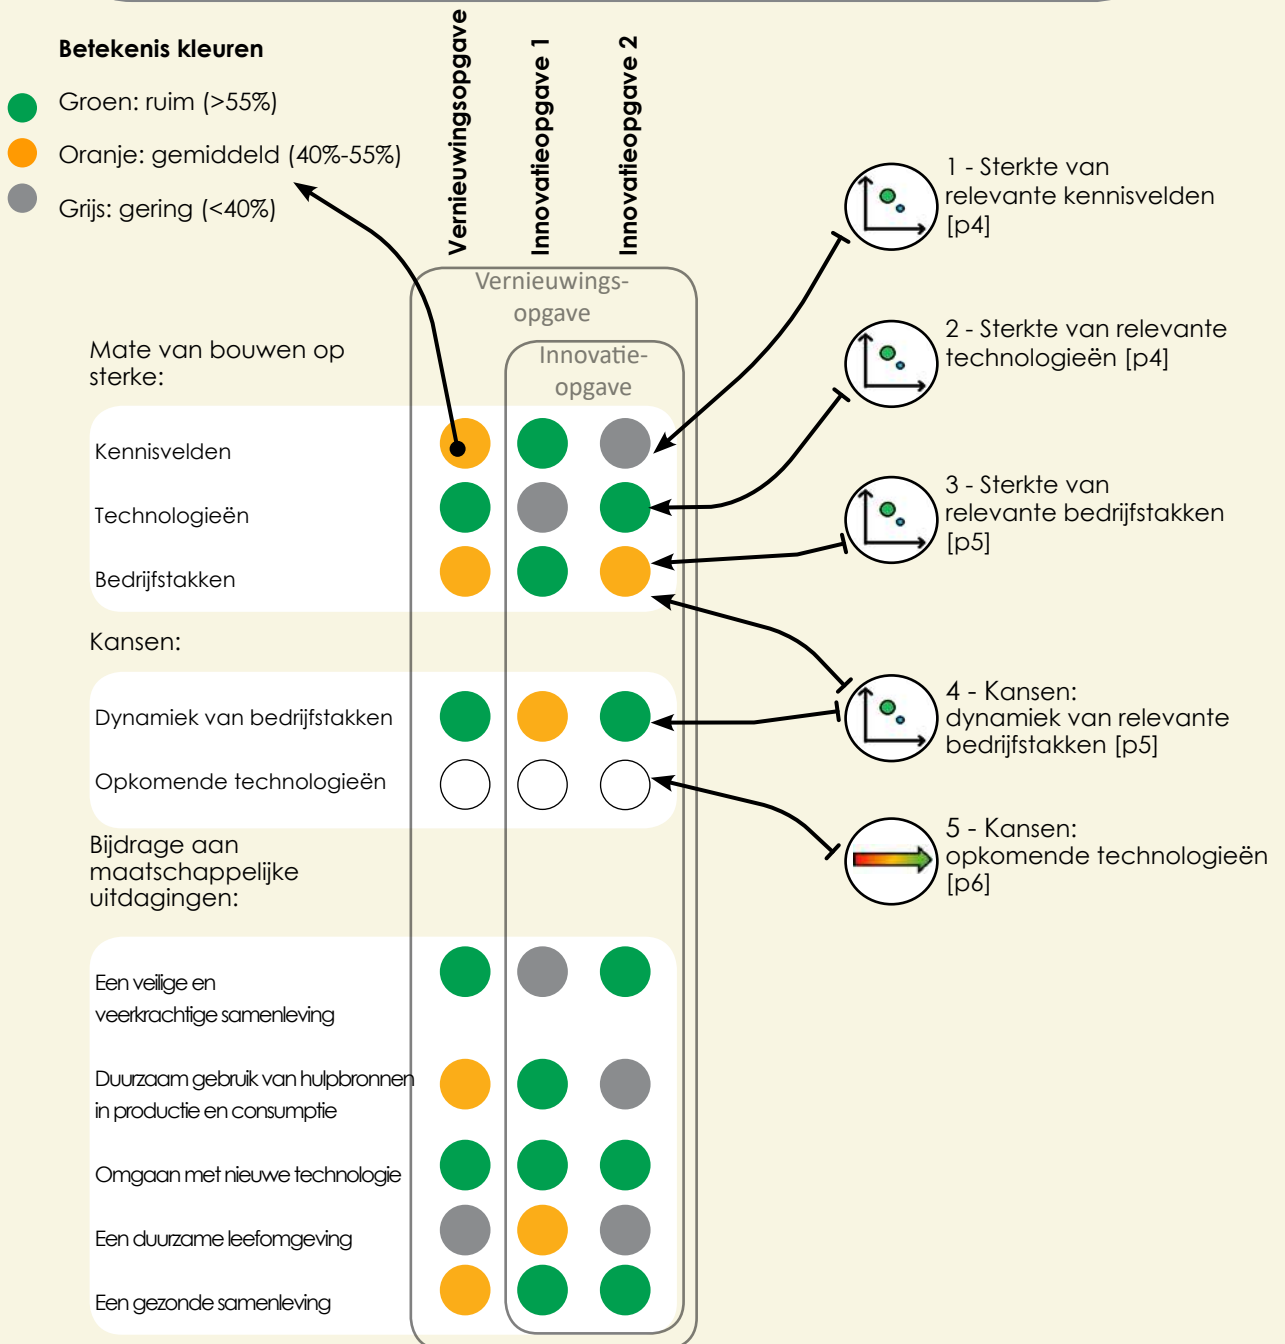 Betekenis kleuren
Groen: ruim (>55%)
Oranje: gemiddeld (40%-55%)
Grijs: gering (<40%)
Vernieuwingsopgave
Innovatieopgave 1
Innovatieopgave 2
Vernieuwings-
opgave
Innovatie-
opgave
Mate van bouwen op
sterke:
Kennisvelden
Technologieën
Bedrijfstakken
Kansen:
Dynamiek van bedrijfstakken
Opkomende technologieën
Bijdrage aan
maatschappelijke
uitdagingen:
Een veilige en
veerkrachtige samenleving
Duurzaam gebruik van hulpbronnen
in productie en consumptie
Omgaan met nieuwe technologie
Een duurzame leefomgeving
Een gezonde samenleving
1 - Sterkte van
relevante kennisvelden
[p4]
2 - Sterkte van relevante
technologieën [p4]
3 - Sterkte van
relevante bedrijfstakken
[p5]
4 - Kansen:
dynamiek van relevante
bedrijfstakken [p5]
5 - Kansen:
opkomende technologieën
[p6]